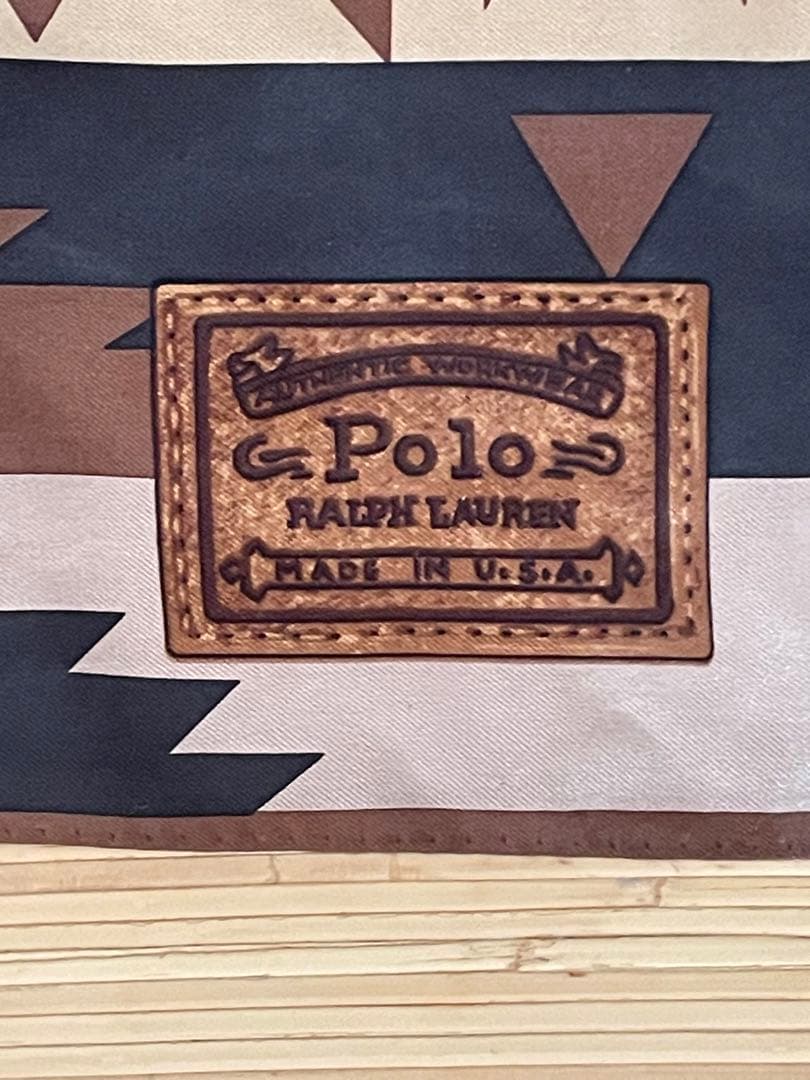 AUTHENTIC WORKWEAR
Polo
RALPH LAUREN
MADE IN U.S.A.